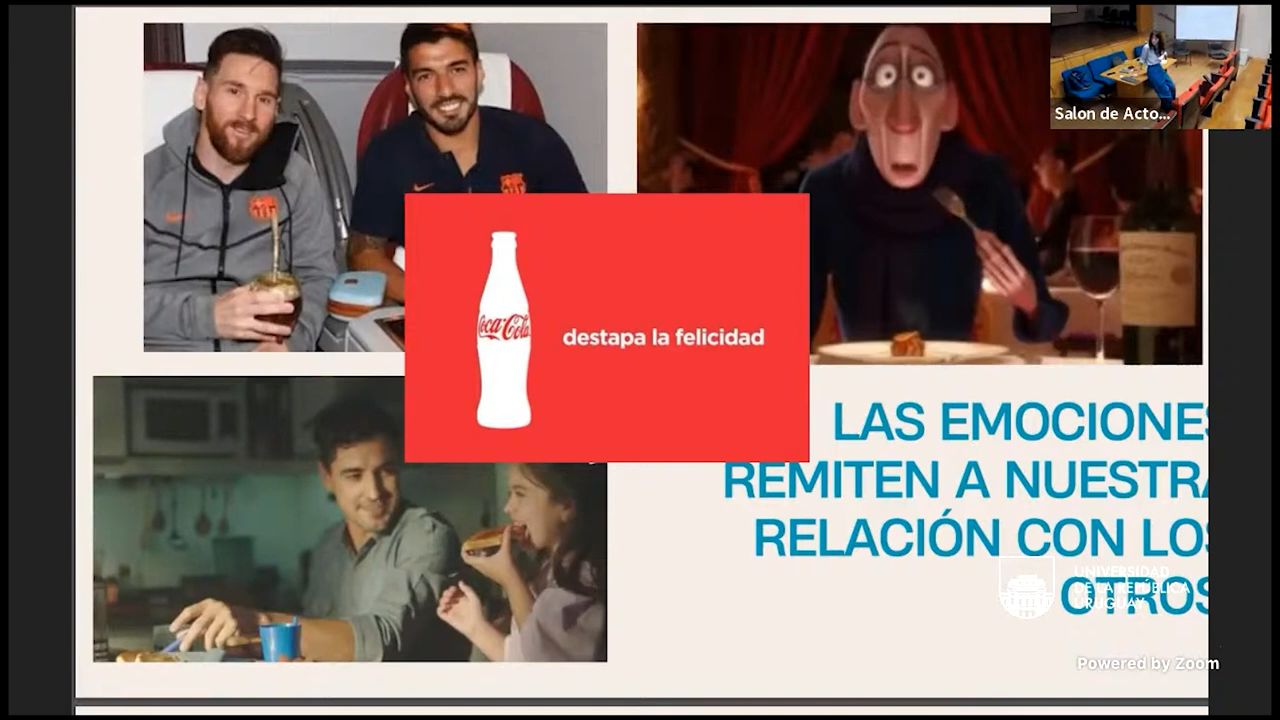 Salon de Acto...
Coca-Cola
destapa la felicidad
LAS EMOCIONES
REMITEN A NUESTRA
RELACIÓN CON LOS
OTROS
UNIVERSIDAD
DE LA REPÚBLICA
URUGUAY
Powered by Zoom